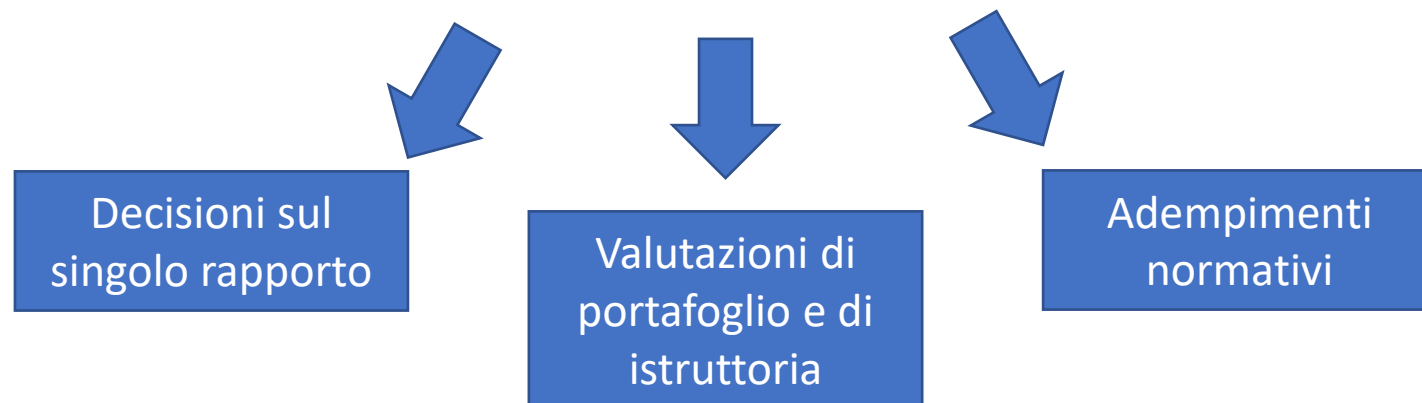 Decisioni sul
singolo rapporto
Valutazioni di
portafoglio e di
istruttoria
Adempimenti
normativi